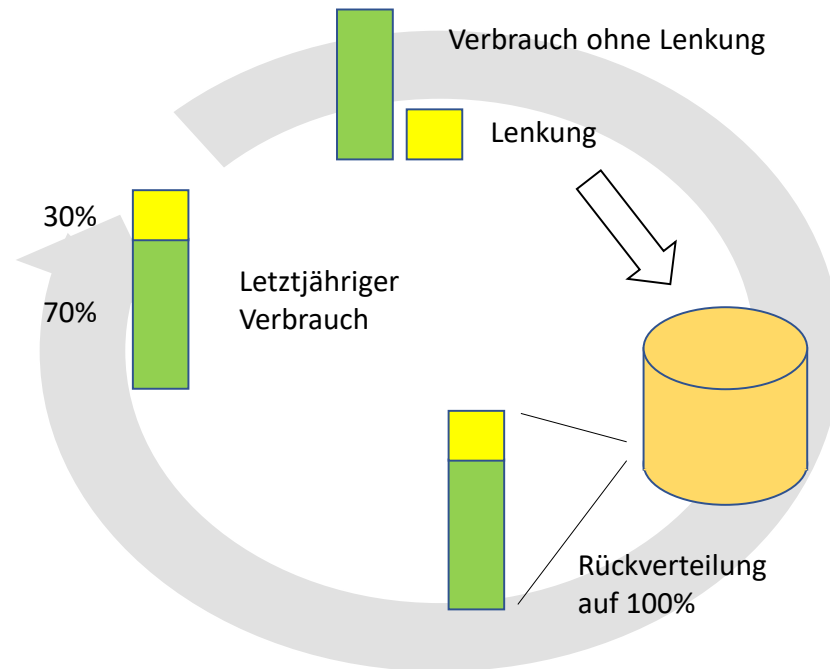 Verbrauch ohne Lenkung
Lenkung
30%
70%
Letztjähriger
Verbrauch
Rückverteilung
auf 100%